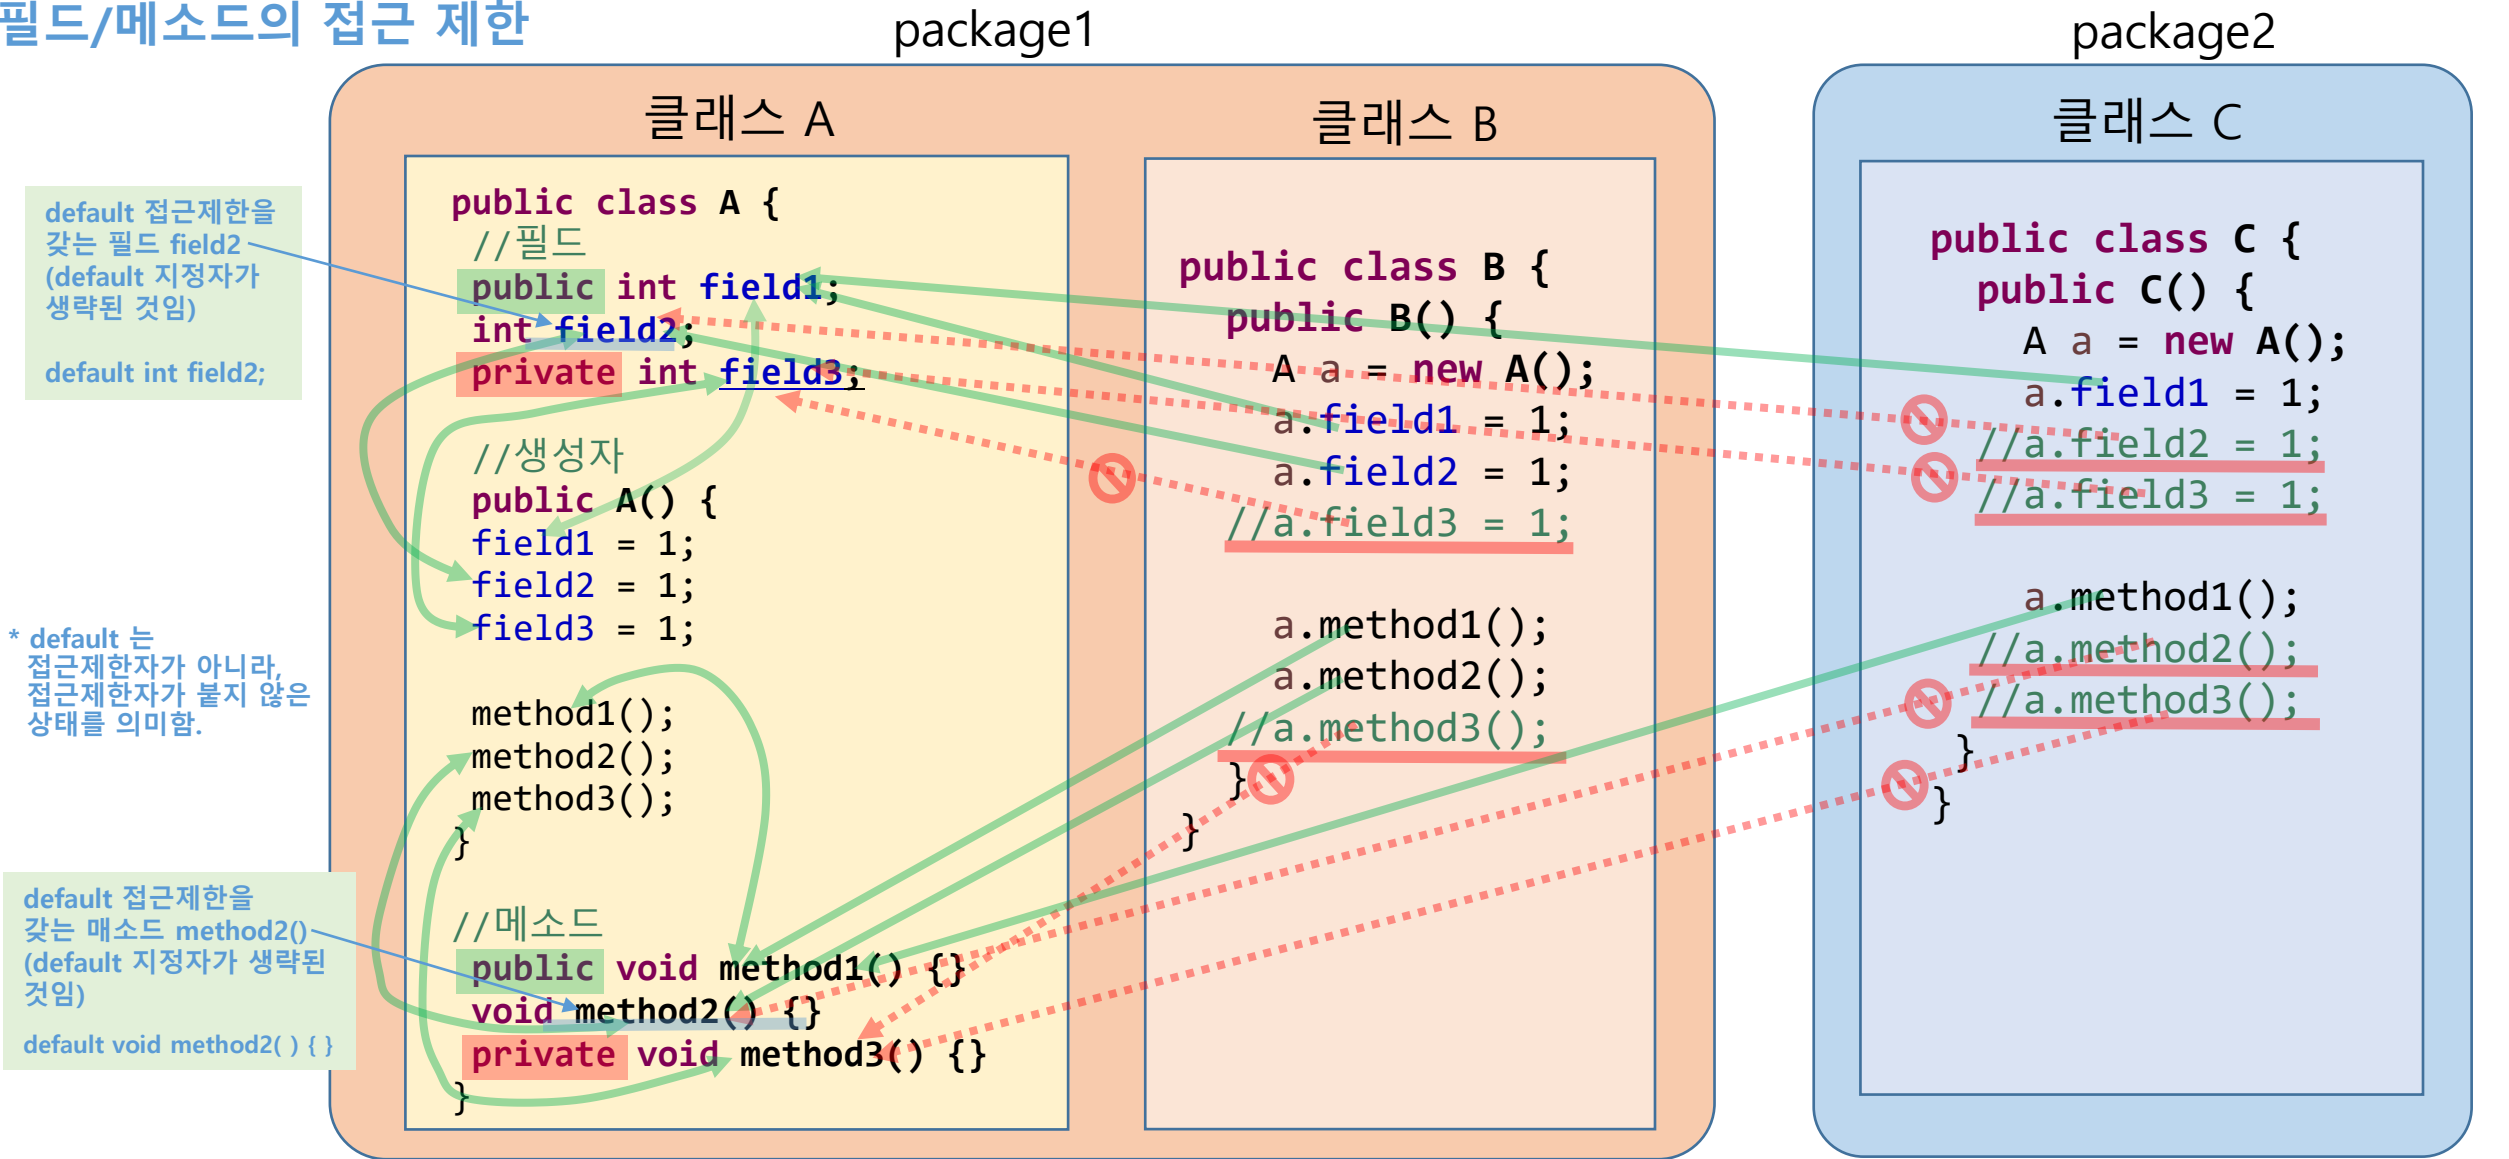 필드/메소드의 접근 제한
package1
package2
클래스 A
클래스 B
클래스 C
default 접근제한을
갖는 필드 field2
(default 지정자가
생략된 것임)
default int field2;
* default 는
접근제한자가 아니라,
접근제한자가 붙지 않은
상태를 의미함.
default 접근제한을
갖는 매소드 method2()
(default 지정자가 생략된
것임)
default void method2( ) { }
public class A {
//필드
public int field1;
int field2;
private int field3;
//생성자
public A() {
field1 = 1;
field2 = 1;
field3 = 1;
method1();
method2();
method3();
}
//메소드
public void method1() {}
void method2() {}
private void method3() {}
}
public class B {
public B() {
A a = new A();
a.field1 = 1;
a.field2 = 1;
//a.field3 = 1;
a.method1();
a.method2();
//a.method3();
}
}
public class C {
public C() {
A a = new A();
a.field1 = 1;
//a.field2 = 1;
//a.field3 = 1;
a.method1();
//a.method2();
//a.method3();
}
}